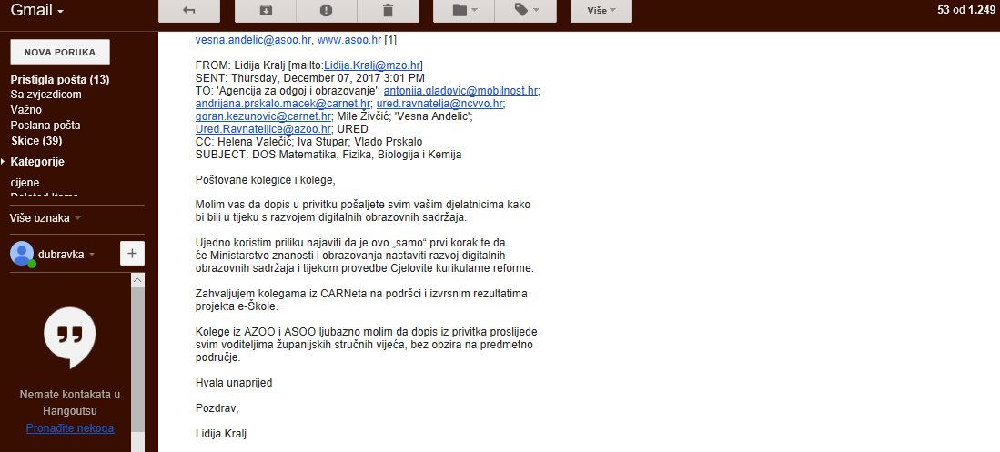 Gmail
Više
53 od 1.249
NOVA PORUKA
Pristigla pošta (13)
Sa zvjezdicom
Važno
Poslana pošta
Skice (39)
Kategorije
cijene
Deleted Items
Više oznaka
dubravka
Nemate kontakata u
Hangoutsu
Pronađite nekoga
vesna.andelic@asoo.hr, www.asoo.hr [1]
FROM: Lidija Kralj [mailto:Lidija.Kralj@mzo.hr]
SENT: Thursday, December 07, 2017 3:01 PM
TO: 'Agencija za odgoj i obrazovanje'; antonija.gladovic@mobilnost.hr;
andrijana.prskalo.macek@carnet.hr; ured.ravnatelja@ncvvo.hr;
goran.kezunovic@carnet.hr; Mile Živčić; 'Vesna Andelic';
Ured.Ravnateljice@azoo.hr; URED
CC: Helena Valečić; Iva Stupar; Vlado Prskalo
SUBJECT: DOS Matematika, Fizika, Biologija i Kemija
Poštovane kolegice i kolege,
Molim vas da dopis u privitku pošaljete svim vašim djelatnicima kako
bi bili u tijeku s razvojem digitalnih obrazovnih sadržaja.
Ujedno koristim priliku najaviti da je ovo „samo“ prvi korak te da
će Ministarstvo znanosti i obrazovanja nastaviti razvoj digitalnih
obrazovnih sadržaja i tijekom provedbe Cjelovite kurikularne reforme.
Zahvaljujem kolegama iz CARNeta na podršci i izvrsnim rezultatima
projekta e-Škole.
Kolege iz AZOO i ASOO ljubazno molim da dopis iz privitka proslijede
svim voditeljima županijskih stručnih vijeća, bez obzira na predmetno
područje.
Hvala unaprijed
Pozdrav,
Lidija Kralj